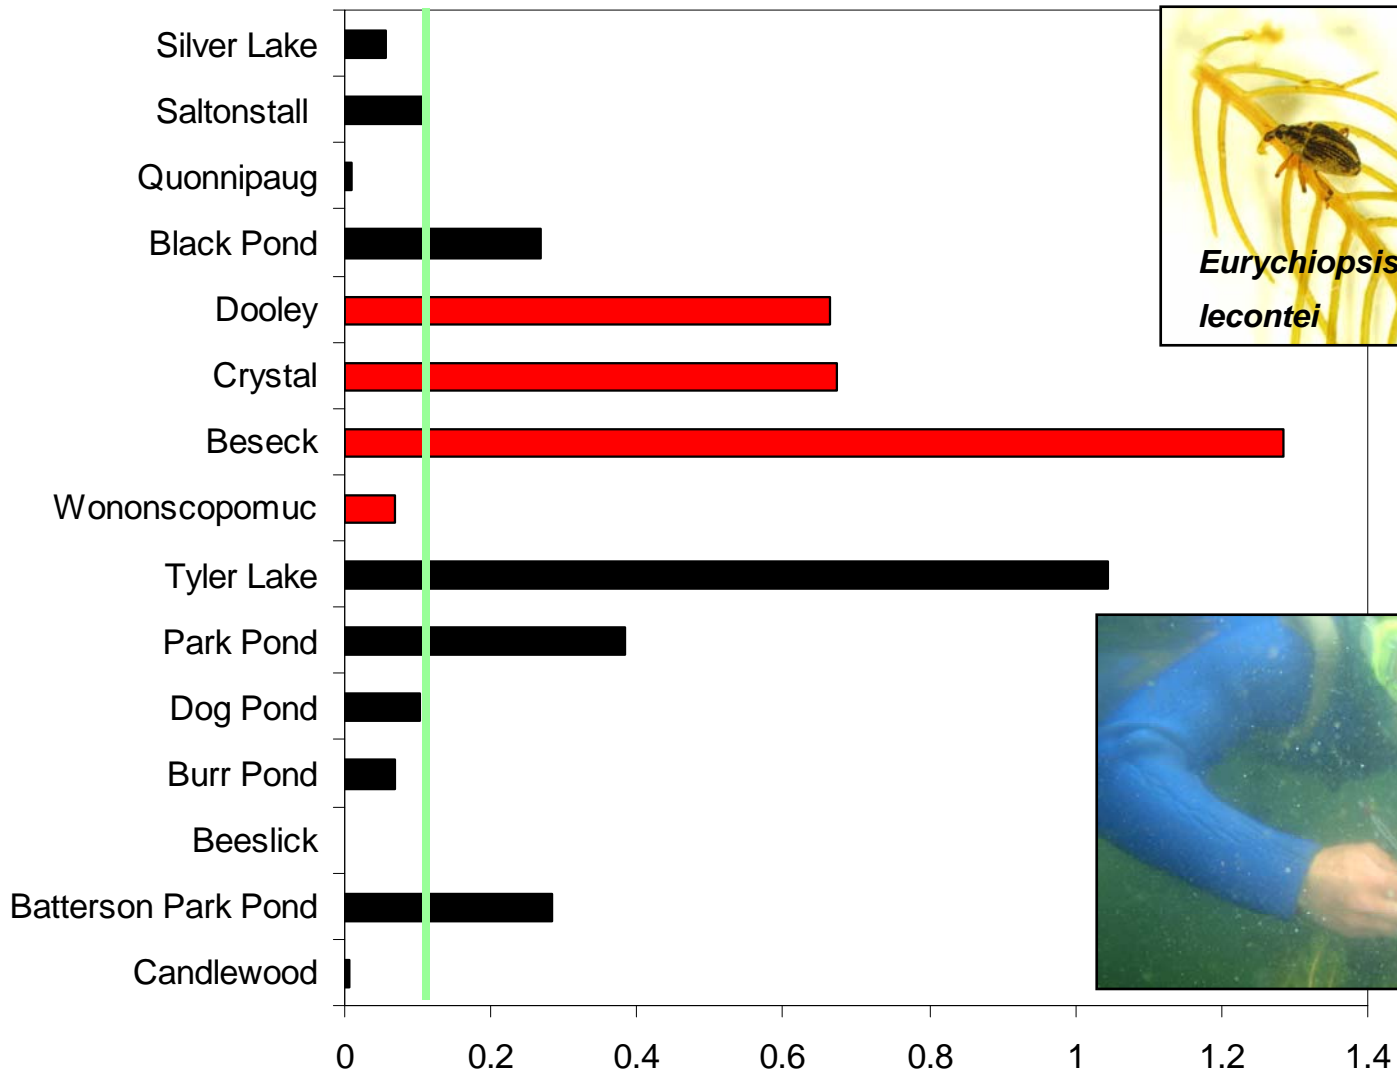 Silver Lake
Saltonstall
Quonnipaug
Black Pond
Dooley
Crystal
Beseck
Wononscopomuc
Tyler Lake
Park Pond
Dog Pond
Burr Pond
Beeslick
Batterson Park Pond
Candlewood
0 0.2 0.4 0.6 0.8 1 1.2 1.4
Eurychiopsis
lecontei